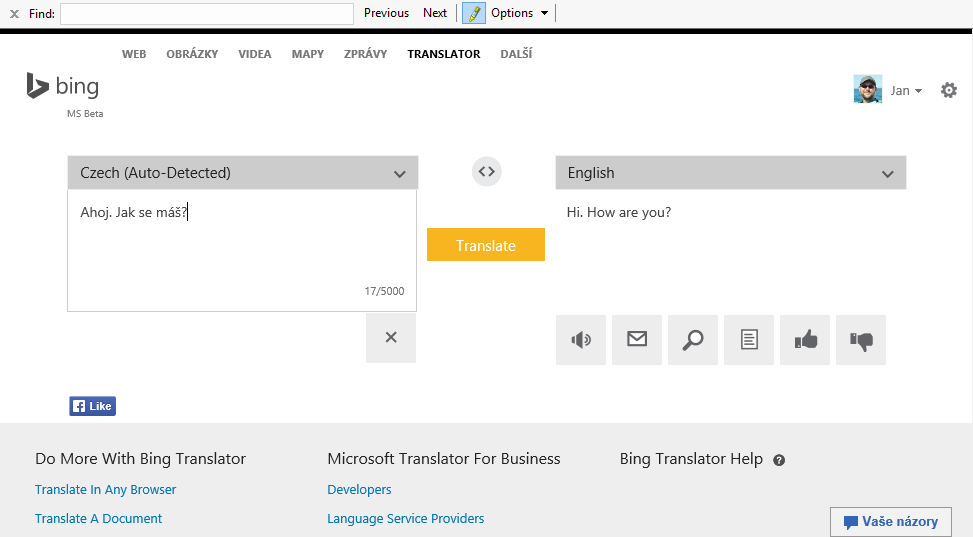 Find: Previous Next Options
WEB OBRÁZKY VIDEA MAPY ZPRÁVY TRANSLATOR DALŠÍ
bing
MS Beta
Jan
Czech (Auto-Detected)
English
Ahoj. Jak se máš?
Hi. How are you?
Translate
17/5000
Like
Do More With Bing Translator
Microsoft Translator For Business
Bing Translator Help
Translate In Any Browser
Developers
Translate A Document
Language Service Providers
Vaše názory